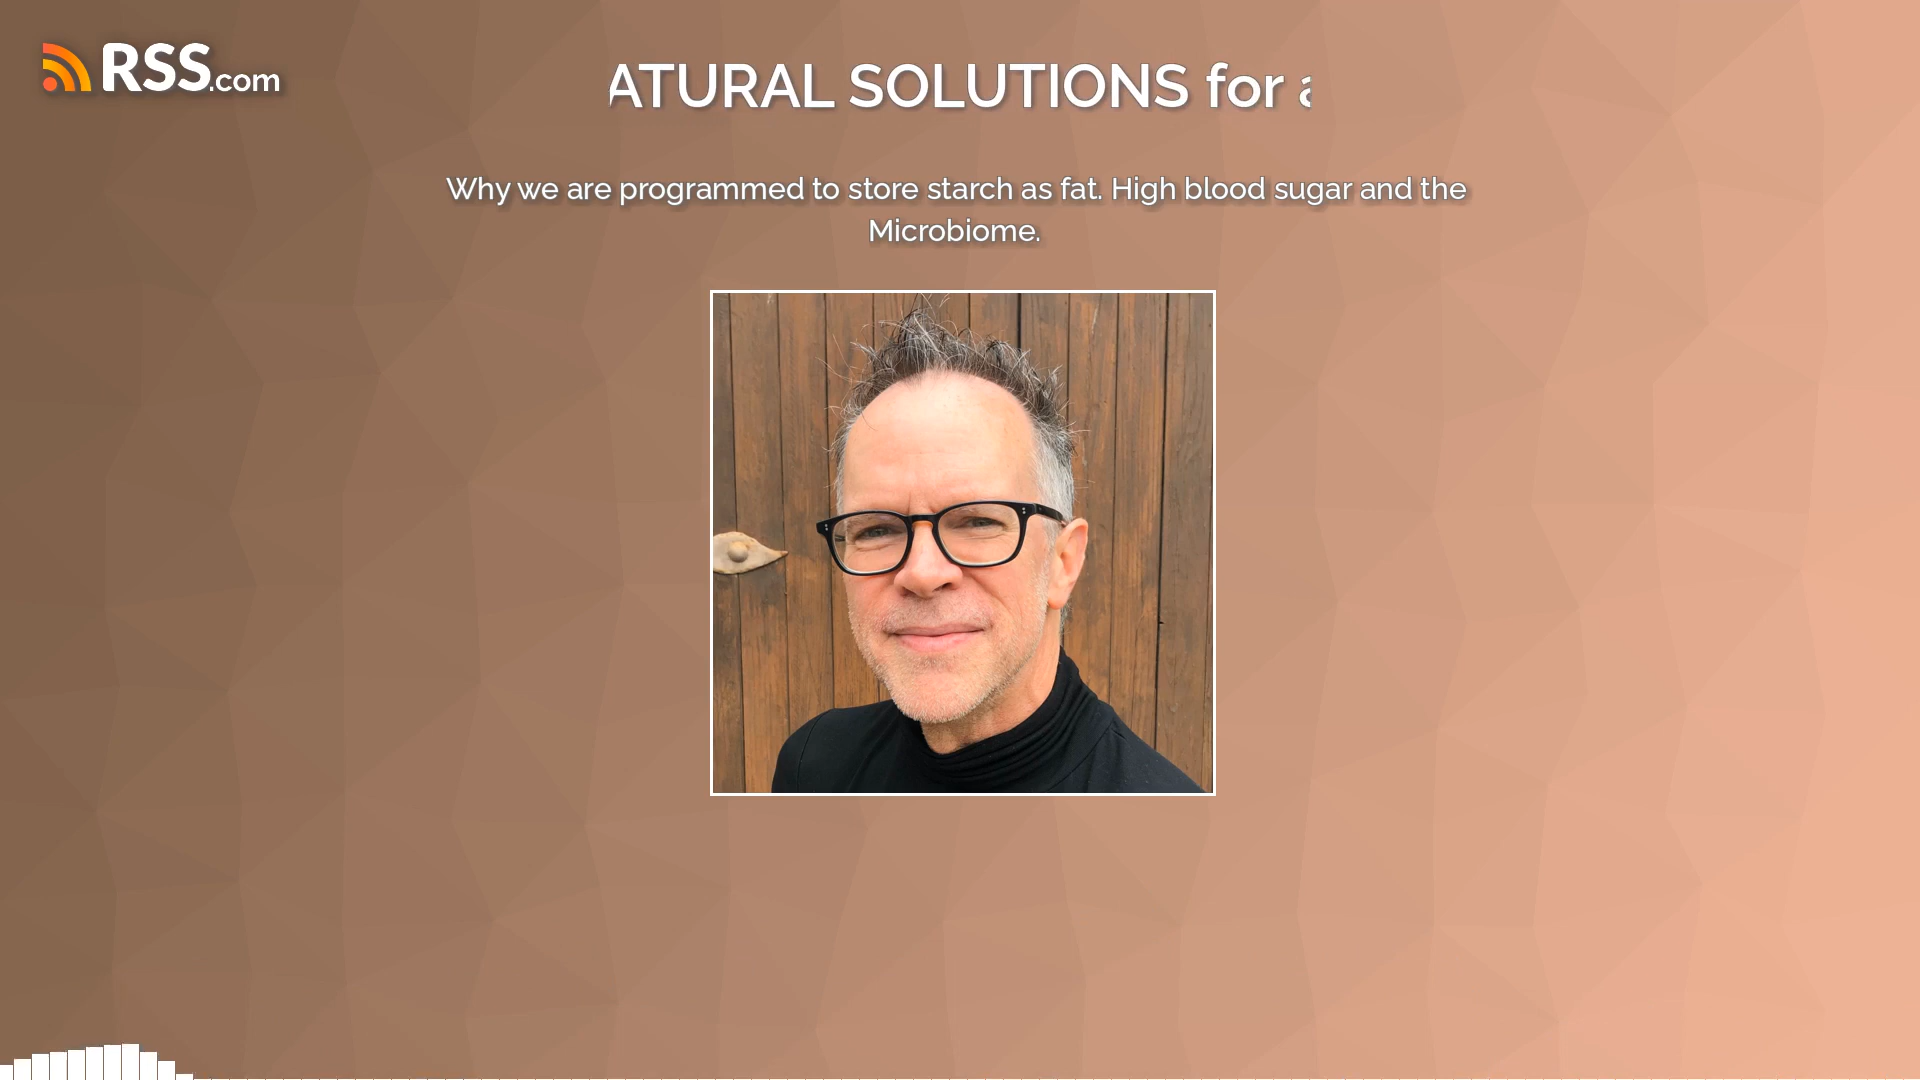 RSS.com
ATURAL SOLUTIONS for
Why we are programmed to store starch as fat. High blood sugar and the
Microbiome.